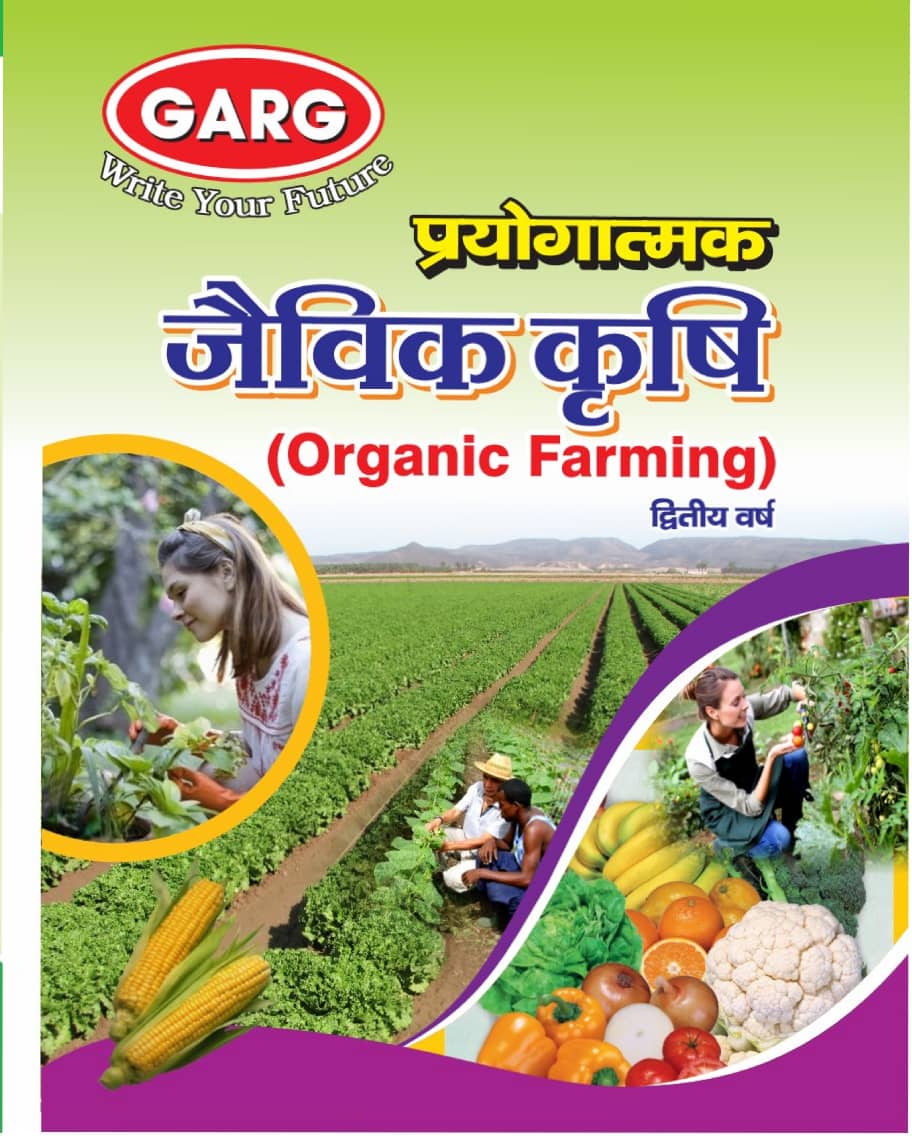 GARG
Write Your Future
प्रयोगात्मक
जैविक कृषि
(Organic Farming)
द्वितीय वर्ष